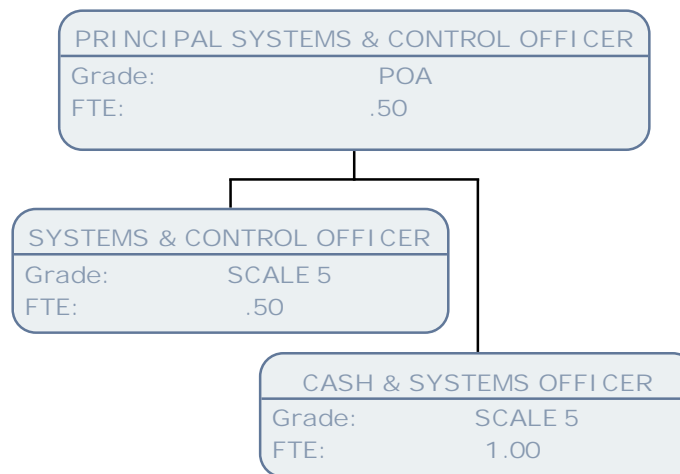 PRINCIPAL SYSTEMS & CONTROL OFFICER
Grade: POA
FTE: .50
SYSTEMS & CONTROL OFFICER
Grade: SCALE 5
FTE: .50
CASH & SYSTEMS OFFICER
Grade: SCALE 5
FTE: 1.00